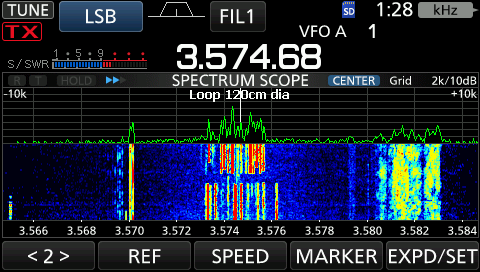 TUNE LSB FIL1 SD 1:28 kHz
TX VFO A 1
1 · 5 · 9
S/SWR 3.574.68
R T HOLD SPECTRUM SCOPE CENTER Grid 2k/10dB
-10k Loop 120cm dia +10k
3.566 3.568 3.570 3.572 3.574 3.576 3.578 3.580 3.582 3.584
< 2 > REF SPEED MARKER EXPD/SET